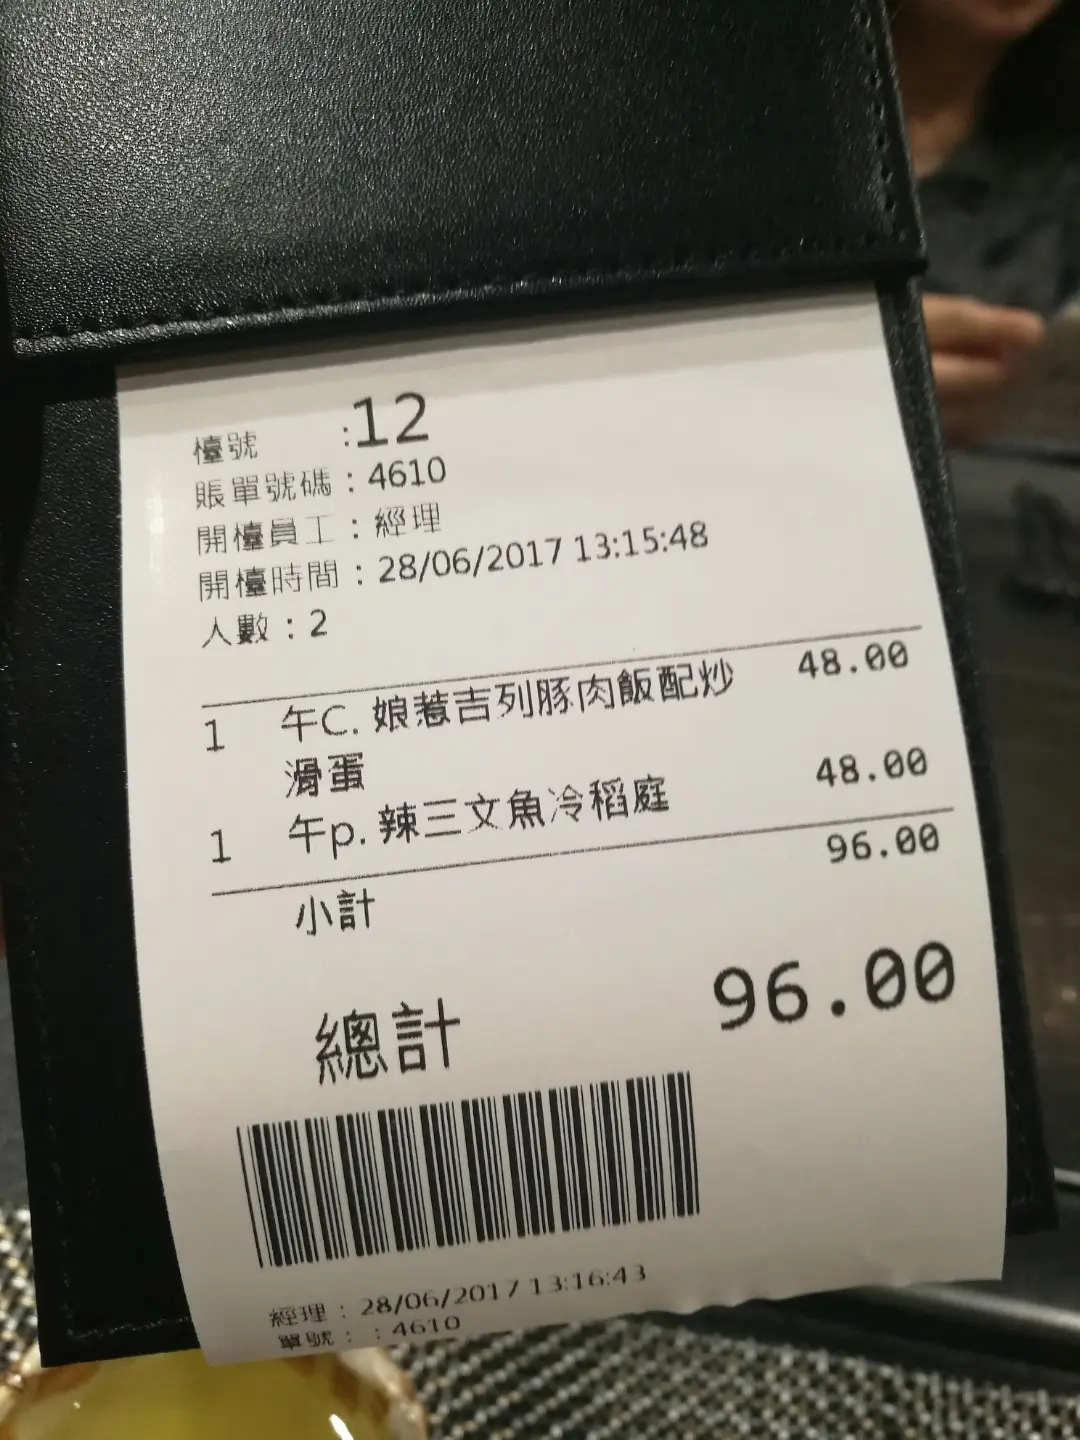 檯號 :12
賬單號碼：4610
開檯員工：經理
開檯時間：28/06/2017 13:15:48
人數：2
1 午C. 娘惹吉列豚肉飯配炒 48.00
滑蛋
1 午p. 辣三文魚冷稻庭 48.00
小計 96.00
總計 96.00
經理：28/06/2017 13:16:43
單號：: 4610